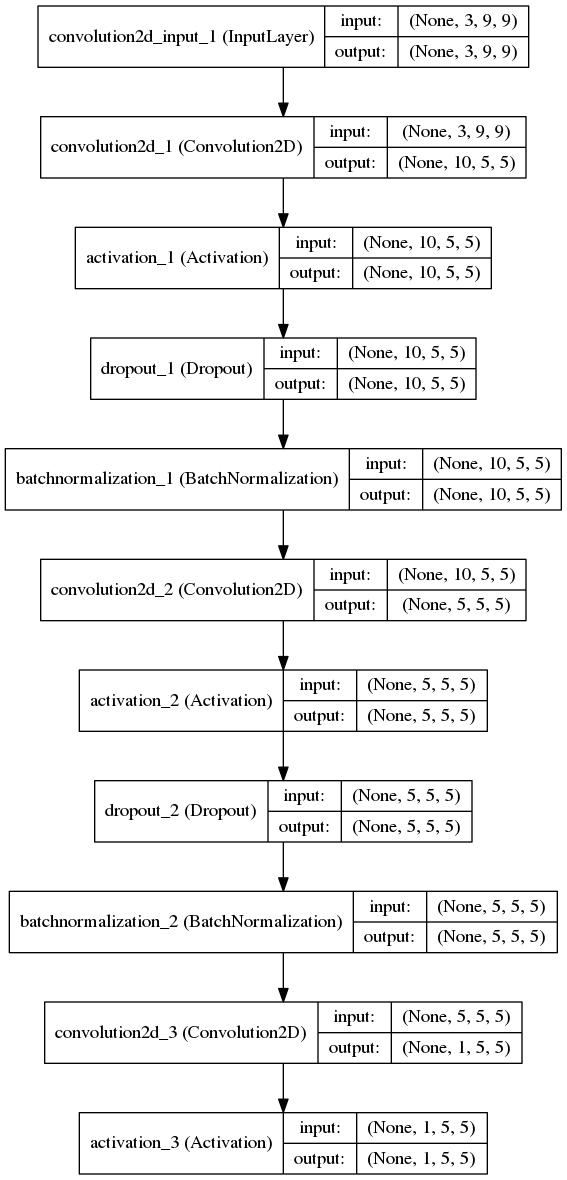 convolution2d_input_1 (InputLayer)
input: (None, 3, 9, 9)
output: (None, 3, 9, 9)
convolution2d_1 (Convolution2D)
input: (None, 3, 9, 9)
output: (None, 10, 5, 5)
activation_1 (Activation)
input: (None, 10, 5, 5)
output: (None, 10, 5, 5)
dropout_1 (Dropout)
input: (None, 10, 5, 5)
output: (None, 10, 5, 5)
batchnormalization_1 (BatchNormalization)
input: (None, 10, 5, 5)
output: (None, 10, 5, 5)
convolution2d_2 (Convolution2D)
input: (None, 10, 5, 5)
output: (None, 5, 5, 5)
activation_2 (Activation)
input: (None, 5, 5, 5)
output: (None, 5, 5, 5)
dropout_2 (Dropout)
input: (None, 5, 5, 5)
output: (None, 5, 5, 5)
batchnormalization_2 (BatchNormalization)
input: (None, 5, 5, 5)
output: (None, 5, 5, 5)
convolution2d_3 (Convolution2D)
input: (None, 5, 5, 5)
output: (None, 1, 5, 5)
activation_3 (Activation)
input: (None, 1, 5, 5)
output: (None, 1, 5, 5)